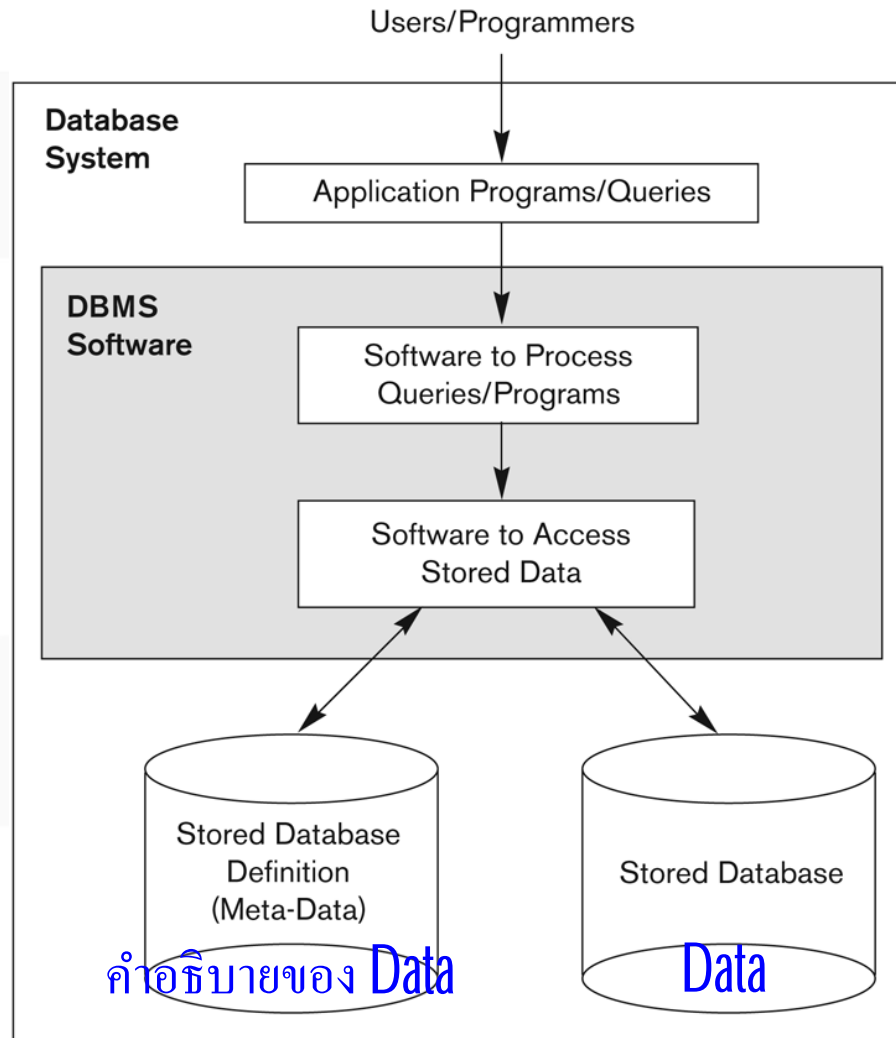 Users/Programmers
Database
System
Application Programs/Queries
DBMS
Software
Software to Process
Queries/Programs
Software to Access
Stored Data
Stored Database
Definition
(Meta-Data)
Stored Database
คำอธิบายของ Data
Data